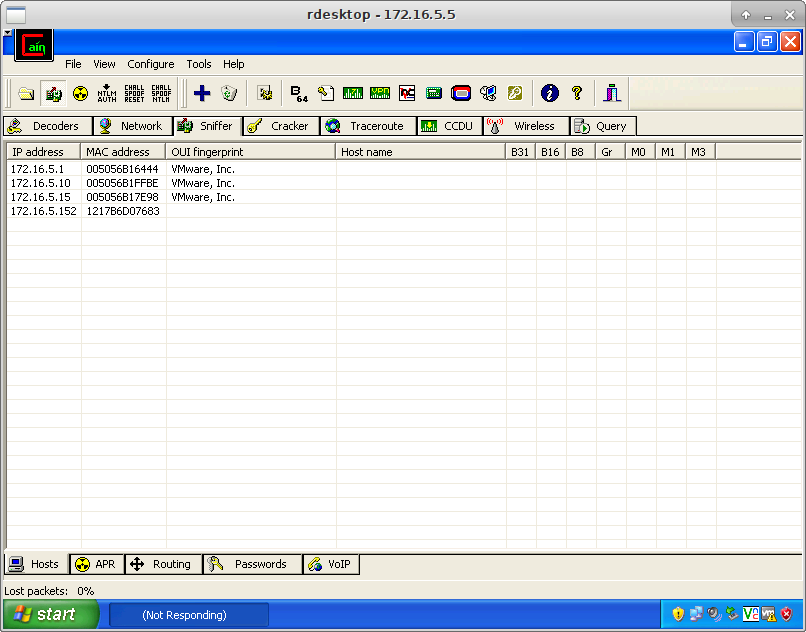 rdesktop - 172.16.5.5
Cain
File View Configure Tools Help
NTLM AUTH CHALL SPOOF RESET CHALL SPOOF NTLM B 64
Decoders Network Sniffer Cracker Traceroute CCDU Wireless Query
IP address MAC address OUI fingerprint Host name B31 B16 B8 Gr M0 M1 M3
172.16.5.1 005056B16444 VMware, Inc.
172.16.5.10 005056B1FFBE VMware, Inc.
172.16.5.15 005056B17E98 VMware, Inc.
172.16.5.152 1217B6D07683
Hosts APR Routing Passwords VoIP
Lost packets: 0%
start (Not Responding)